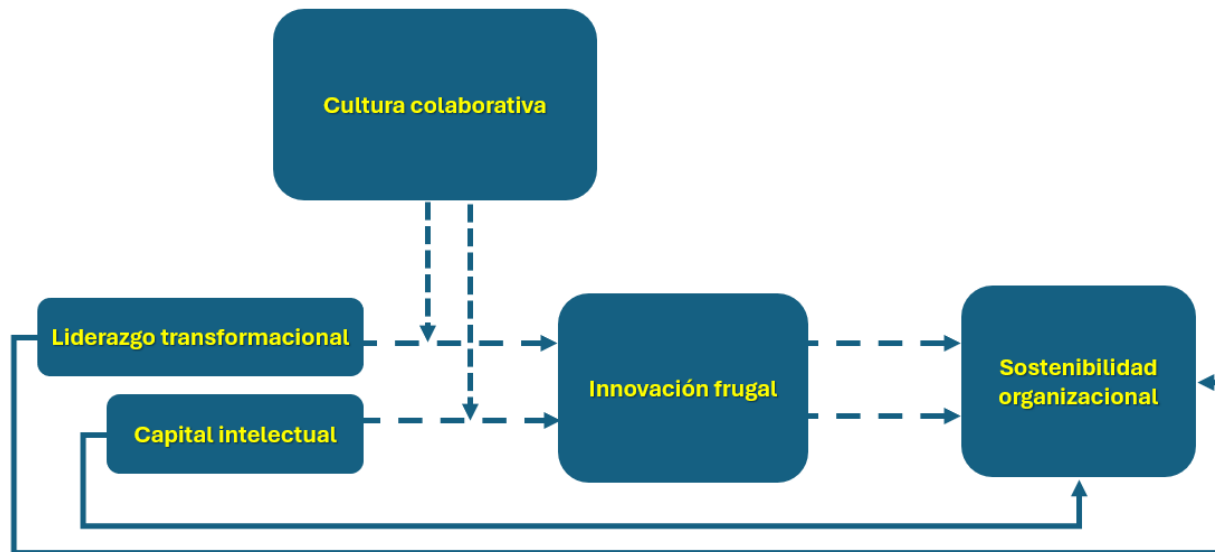 Cultura colaborativa
Liderazgo transformacional
Capital intelectual
Innovación frugal
Sostenibilidad
organizacional